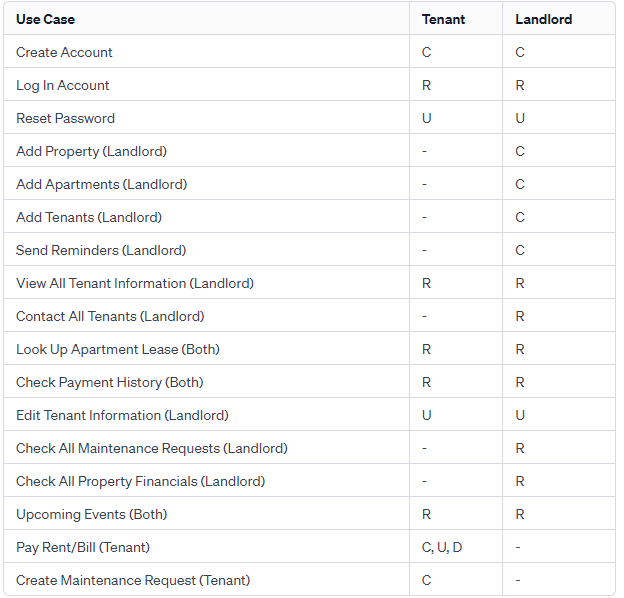 Use Case Tenant Landlord
Create Account C C
Log In Account R R
Reset Password U U
Add Property (Landlord) - C
Add Apartments (Landlord) - C
Add Tenants (Landlord) - C
Send Reminders (Landlord) - C
View All Tenant Information (Landlord) R R
Contact All Tenants (Landlord) - R
Look Up Apartment Lease (Both) R R
Check Payment History (Both) R R
Edit Tenant Information (Landlord) U U
Check All Maintenance Requests (Landlord) - R
Check All Property Financials (Landlord) - R
Upcoming Events (Both) R R
Pay Rent/Bill (Tenant) C, U, D -
Create Maintenance Request (Tenant) C -